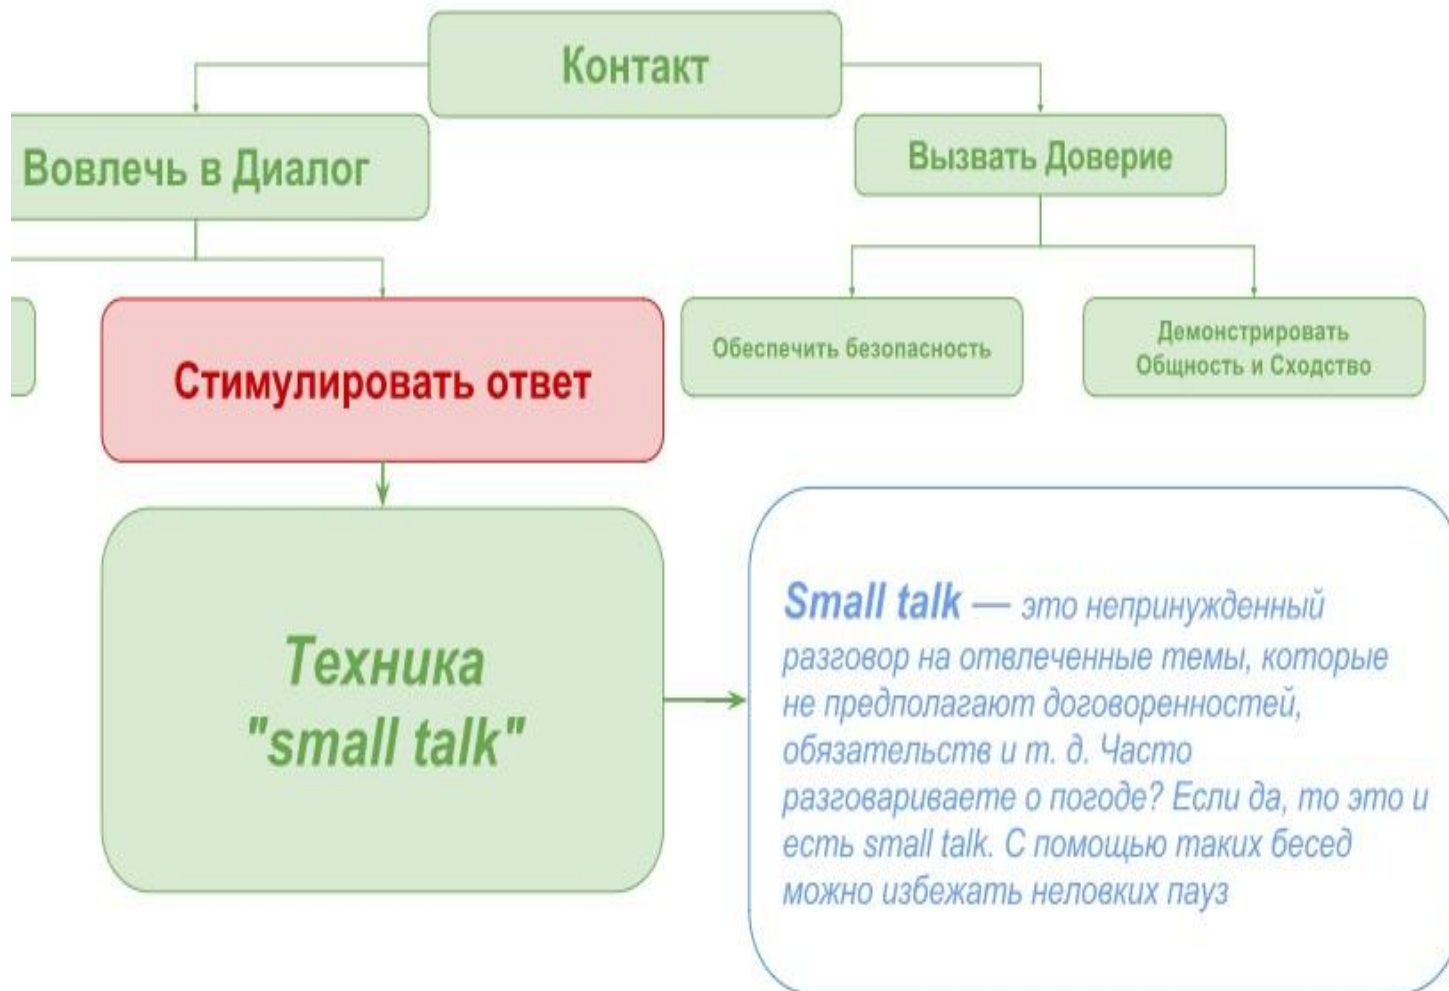 Контакт
Вовлечь в Диалог
Вызвать Доверие
Стимулировать ответ
Обеспечить безопасность
Демонстрировать
Общность и Сходство
Техника
"small talk"
Small talk — это непринужденный
разговор на отвлеченные темы, которые
не предполагают договоренностей,
обязательств и т. д. Часто
разговариваете о погоде? Если да, то это и
есть small talk. С помощью таких бесед
можно избежать неловких пауз